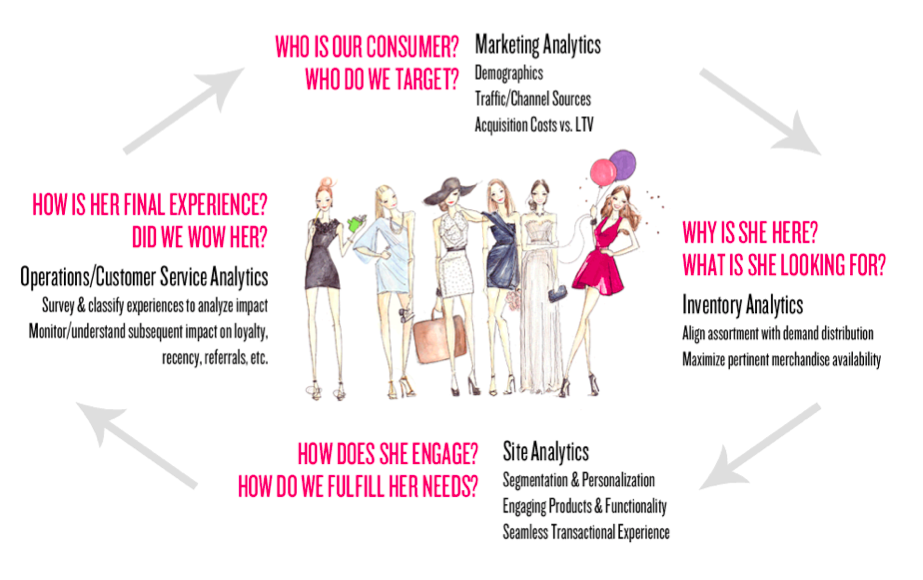 WHO IS OUR CONSUMER?
WHO DO WE TARGET?
Marketing Analytics
Demographics
Traffic/Channel Sources
Acquisition Costs vs. LTV
WHY IS SHE HERE?
WHAT IS SHE LOOKING FOR?
Inventory Analytics
Align assortment with demand distribution
Maximize pertinent merchandise availability
HOW DOES SHE ENGAGE?
HOW DO WE FULFILL HER NEEDS?
Site Analytics
Segmentation & Personalization
Engaging Products & Functionality
Seamless Transactional Experience
HOW IS HER FINAL EXPERIENCE?
DID WE WOW HER?
Operations/Customer Service Analytics
Survey & classify experiences to analyze impact
Monitor/understand subsequent impact on loyalty,
recency, referrals, etc.